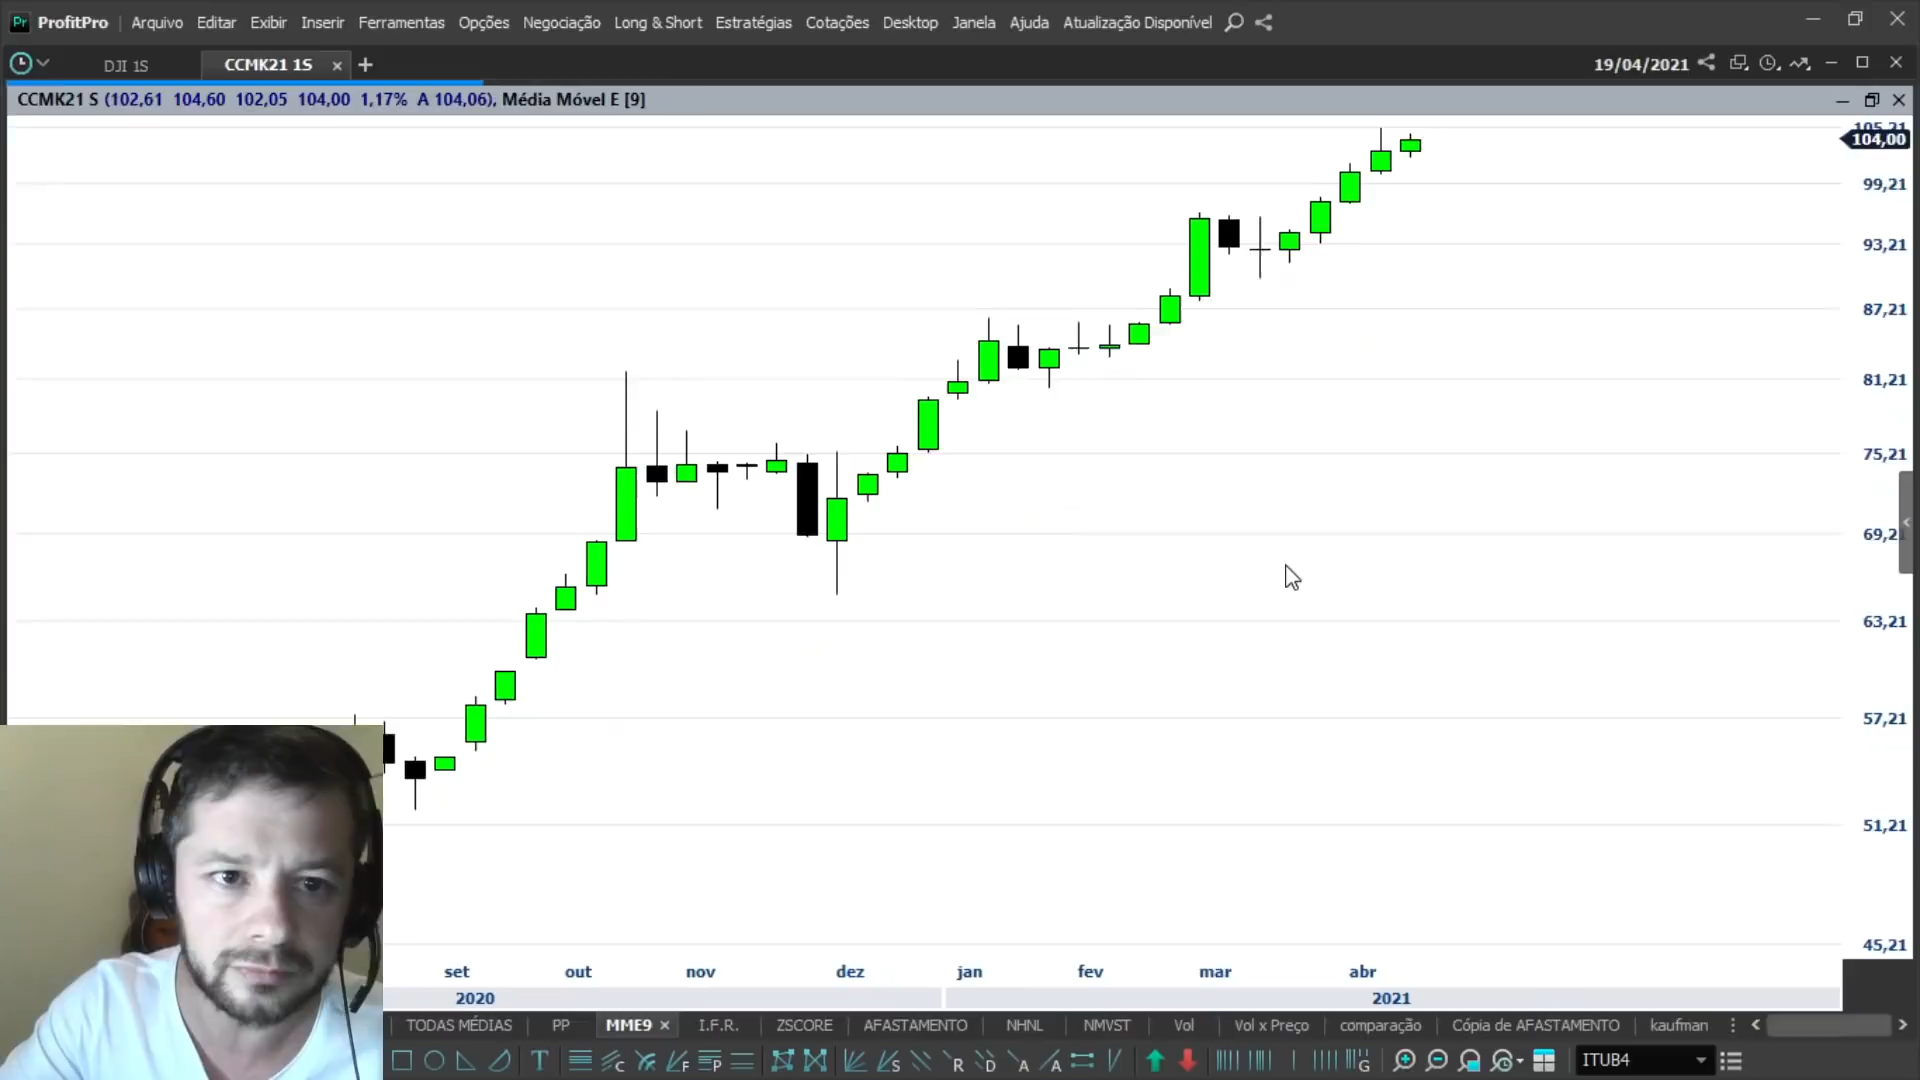 Pr ProfitPro Arquivo Editar Exibir Inserir Ferramentas Opções Negociação Long & Short Estratégias Cotações Desktop Janela Ajuda Atualização Disponível
DJI 1S CCMK21 1S 19/04/2021
CCMK21 S (102,61 104,60 102,05 104,00 1,17% A 104,06), Média Móvel E [9]
105,21
104,00
99,21
93,21
87,21
81,21
75,21
69,2
63,21
57,21
51,21
45,21
set out nov dez jan fev mar abr
2020 2021
TODAS MÉDIAS PP MME9 I.F.R. ZSCORE AFASTAMENTO NHNL NMVST Vol Vol x Preço comparação Cópia de AFASTAMENTO kaufman
T C F P S R D A A G ITUB4